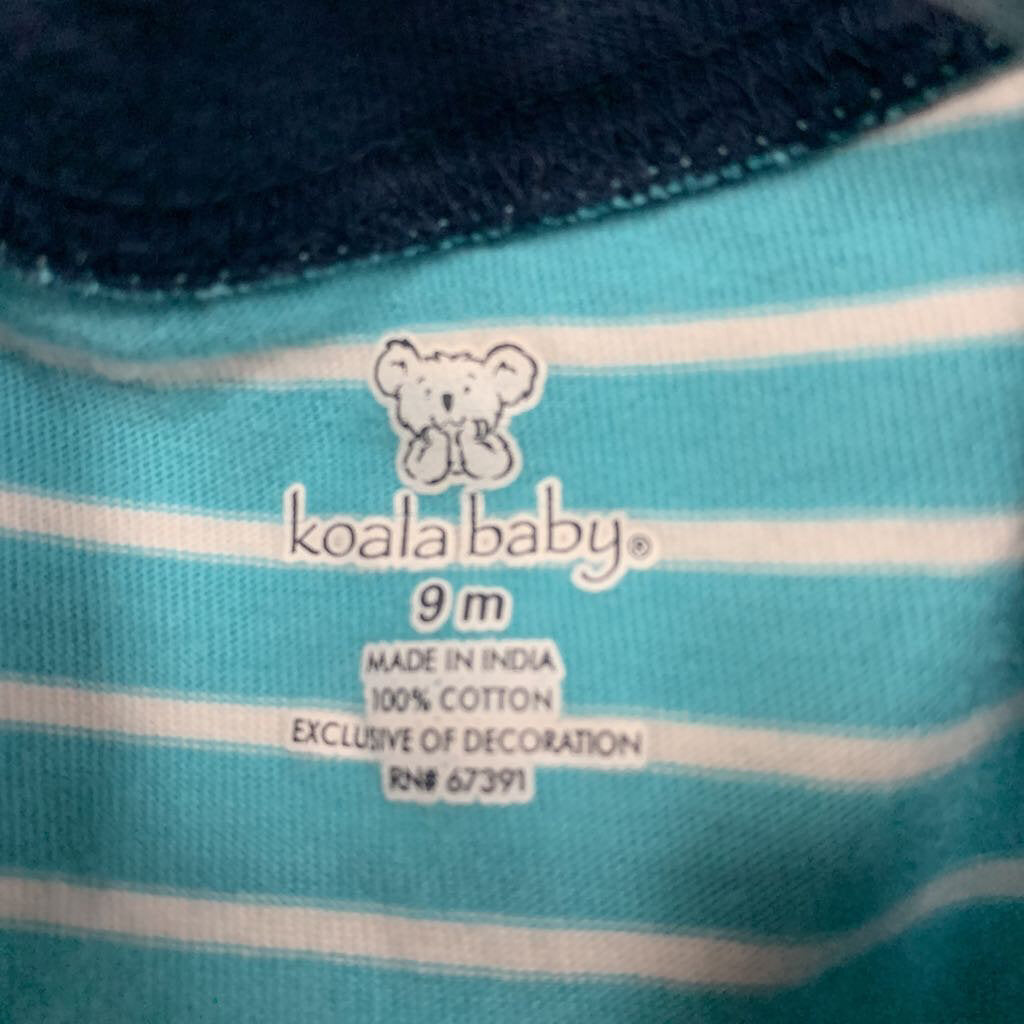 koala baby®
9 m
MADE IN INDIA
100% COTTON
EXCLUSIVE OF DECORATION
RN# 67391